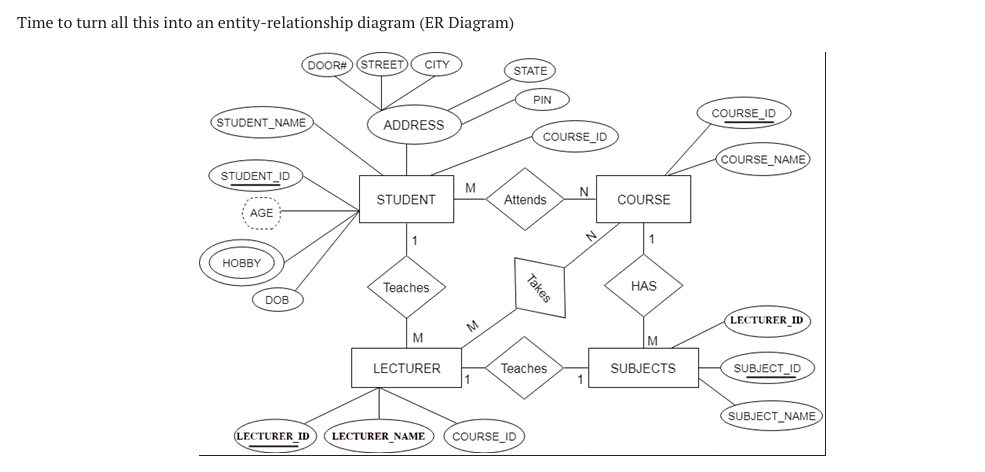 Time to turn all this into an entity-relationship diagram (ER Diagram)
DOOR# STREET CITY
STATE
PIN
ADDRESS
STUDENT_NAME
COURSE_ID
COURSE_ID
COURSE_NAME
STUDENT_ID
AGE
HOBBY
DOB
STUDENT
M
Attends
N
COURSE
1
N
1
Teaches
Takes
HAS
M
M
M
LECTURER
1
Teaches
1
SUBJECTS
LECTURER_ID
SUBJECT_ID
SUBJECT_NAME
LECTURER_ID
LECTURER_NAME
COURSE_ID